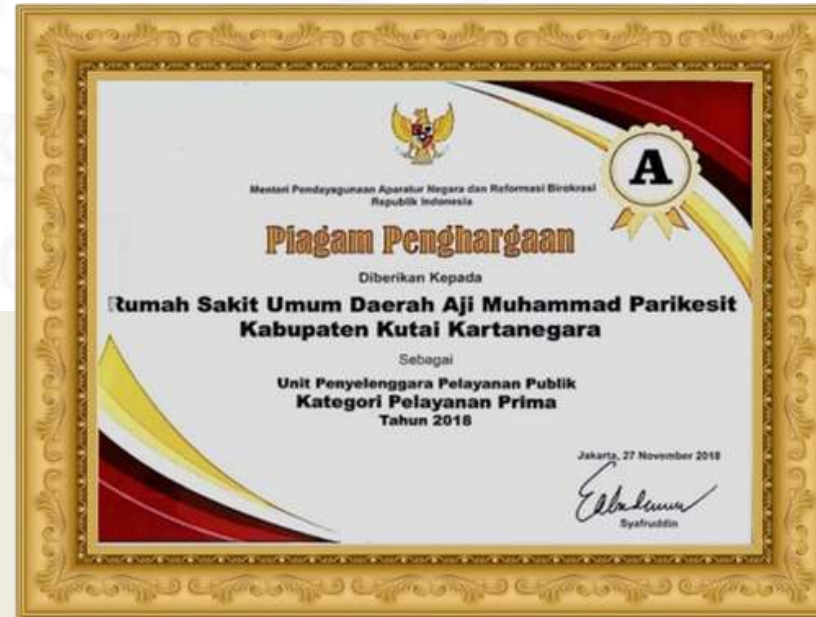 A
Menteri Pendayagunaan Aparatur Negara dan Reformasi Birokrasi
Republik Indonesia
Piagam Penghargaan
Diberikan Kepada
Rumah Sakit Umum Daerah Aji Muhammad Parikesit
Kabupaten Kutai Kartanegara
Sebagai
Unit Penyelenggara Pelayanan Publik
Kategori Pelayanan Prima
Tahun 2018
Jakarta, 27 November 2018
Syafruddin